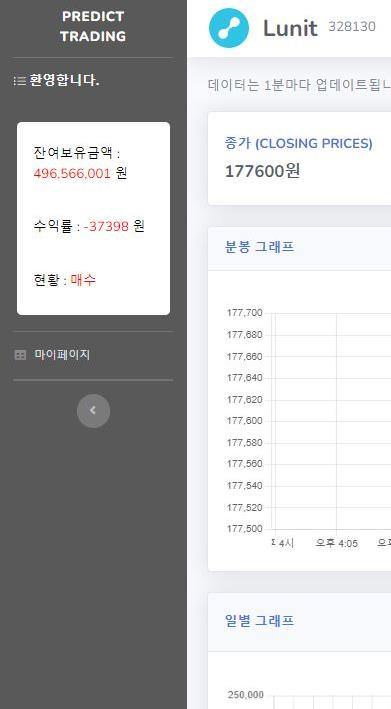 PREDICT
TRADING
환영합니다.
잔여보유금액 :
496,566,001 원
수익률 : -37398 원
현황 : 매수
마이페이지
Lunit 328130
데이터는 1분마다 업데이트됩니
종가 (CLOSING PRICES)
177600원
분봉 그래프
177,700
177,680
177,660
177,640
177,620
177,600
177,580
177,560
177,540
177,520
177,500
4시 오후 4:05
일별 그래프
250,000